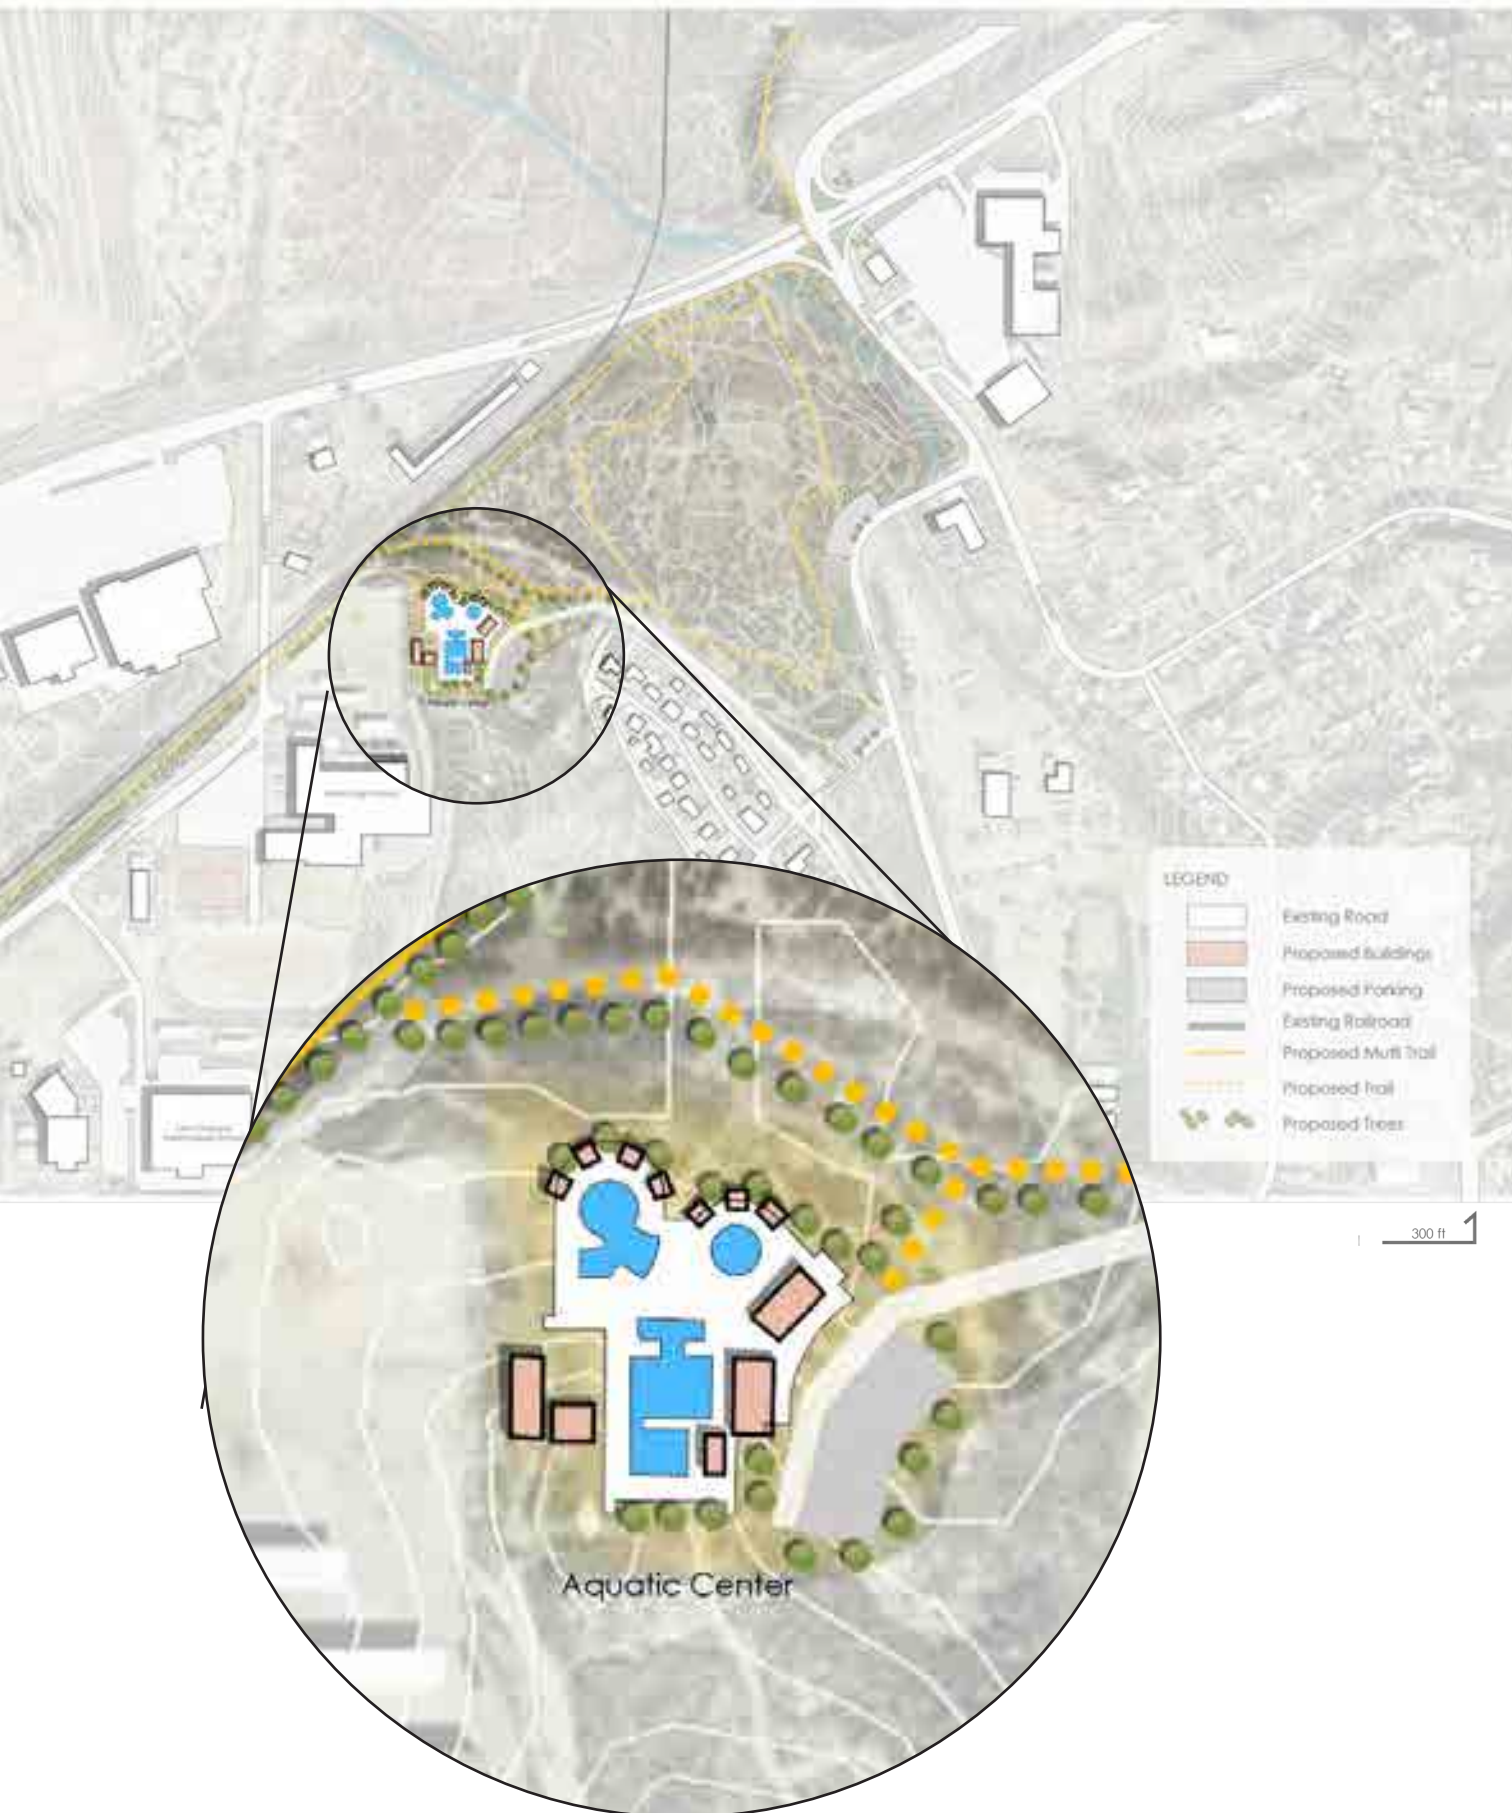 LEGEND
Existing Road
Proposed Buildings
Proposed Parking
Existing Railroad
Proposed Mutli Trail
Proposed Trail
Proposed Trees
300 ft
Aquatic Center